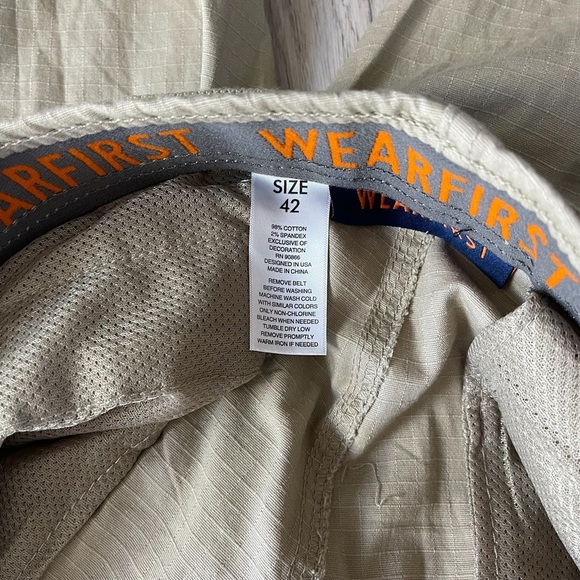 ARFIRST WEARFIRST
WEARFIRST
SIZE
42
98% COTTON
2% SPANDEX
EXCLUSIVE OF
DECORATION
RN 90866
DESIGNED IN USA
MADE IN CHINA
REMOVE BELT
BEFORE WASHING
MACHINE WASH COLD
WITH SIMILAR COLORS
ONLY NON-CHLORINE
BLEACH WHEN NEEDED
TUMBLE DRY LOW
REMOVE PROMPTLY
WARM IRON IF NEEDED